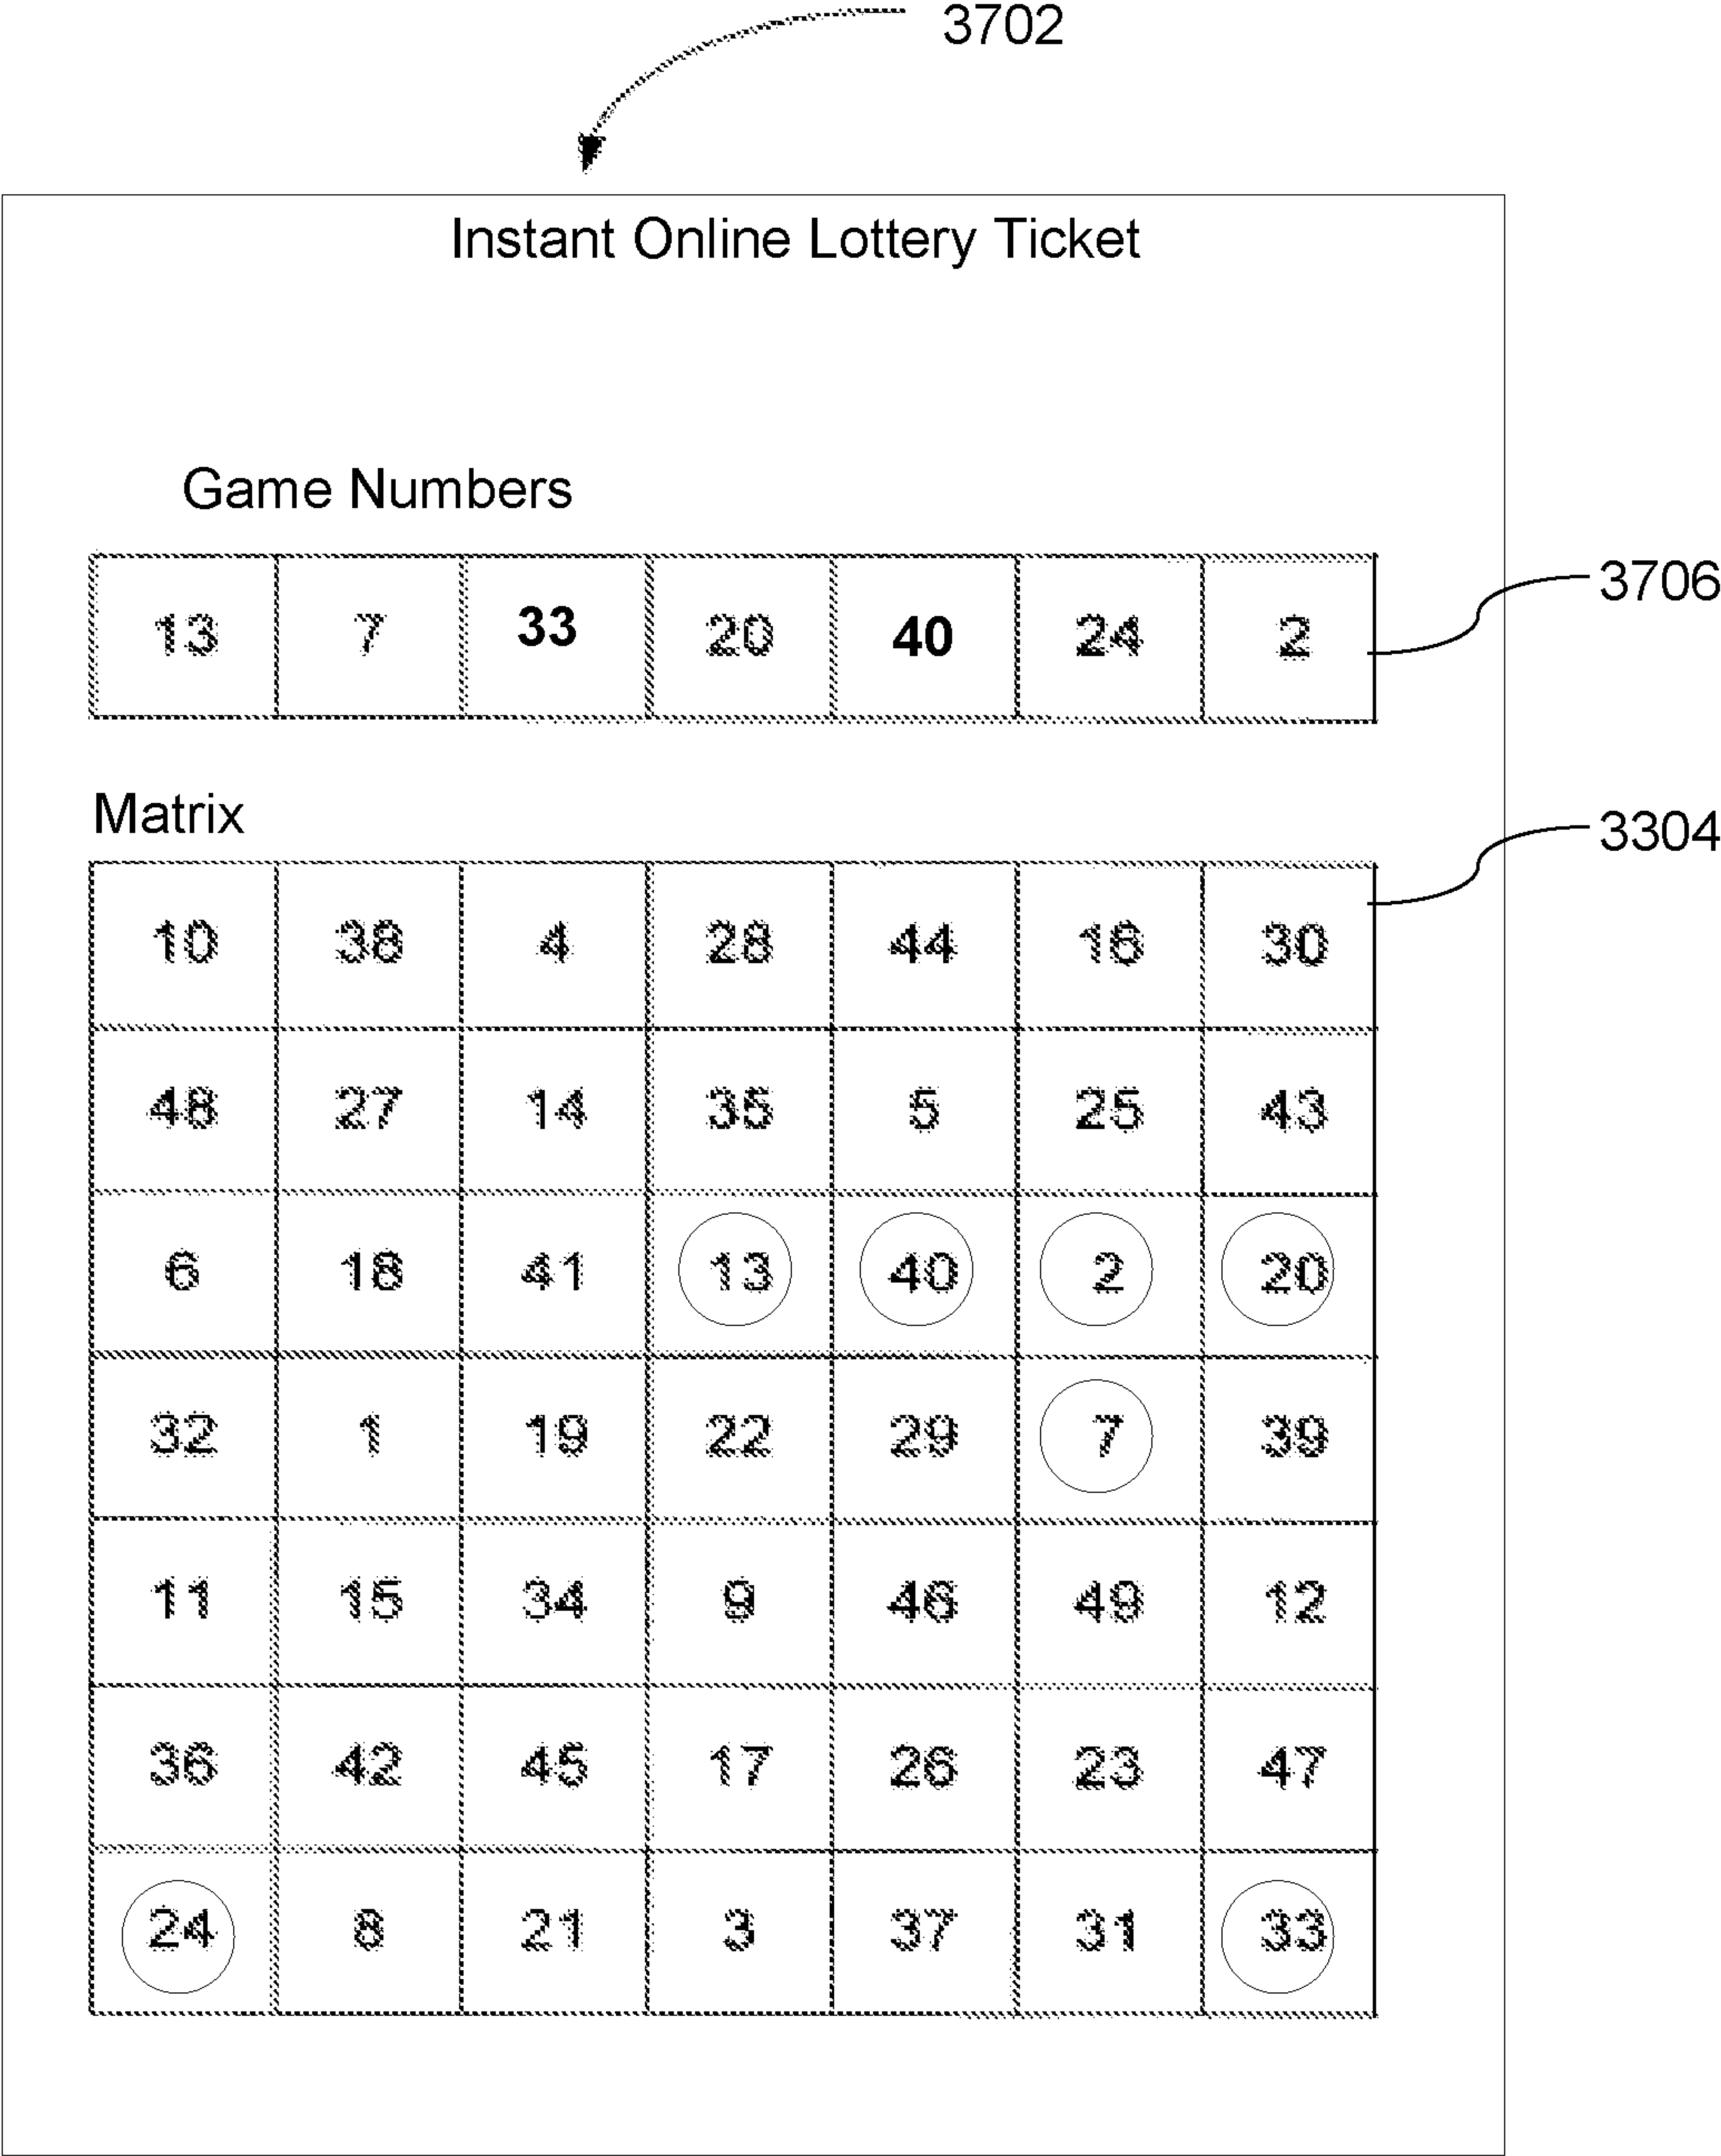 3702
Instant Online Lottery Ticket
Game Numbers
13 7 33 20 40 24 2
3706
Matrix
3304
10 38 4 28 44 16 30
48 27 14 35 5 25 43
6 18 41 13 40 2 20
32 1 19 22 29 7 39
11 15 34 9 46 49 12
36 42 45 17 26 23 47
24 8 21 3 37 31 33